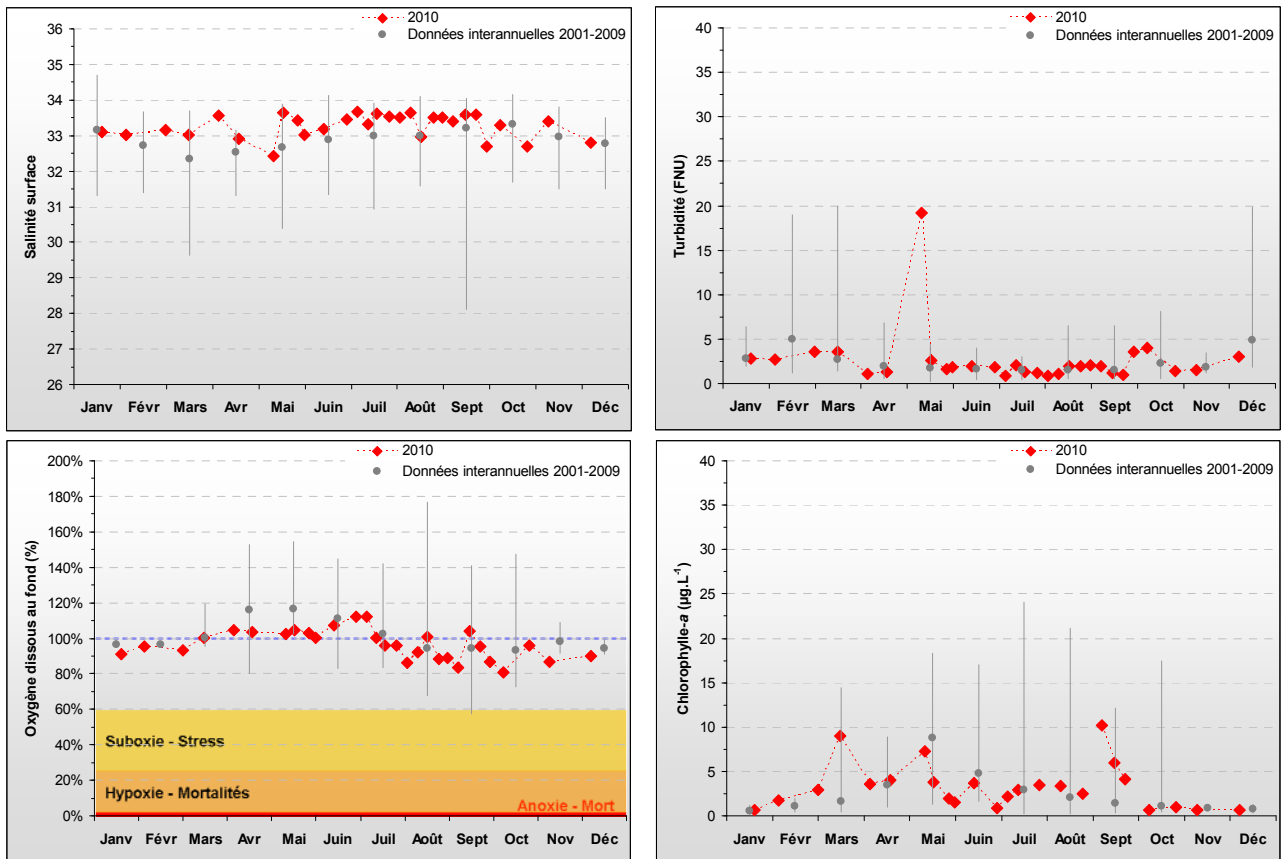 2010
Données interannuelles 2001-2009
Salinité surface
36
35
34
33
32
31
30
29
28
27
26
Janv Févr Mars Avr Mai Juin Juil Août Sept Oct Nov Déc
2010
Données interannuelles 2001-2009
Turbidité (FNU)
40
35
30
25
20
15
10
5
0
Janv Févr Mars Avr Mai Juin Juil Août Sept Oct Nov Déc
2010
Données interannuelles 2001-2009
Oxygène dissous au fond (%)
200%
180%
160%
140%
120%
100%
80%
60%
40%
20%
0%
Suboxie - Stress
Hypoxie - Mortalités
Anoxie - Mort
Janv Févr Mars Avr Mai Juin Juil Août Sept Oct Nov Déc
2010
Données interannuelles 2001-2009
Chlorophylle-a (µg.L⁻¹)
40
35
30
25
20
15
10
5
0
Janv Févr Mars Avr Mai Juin Juil Août Sept Oct Nov Déc